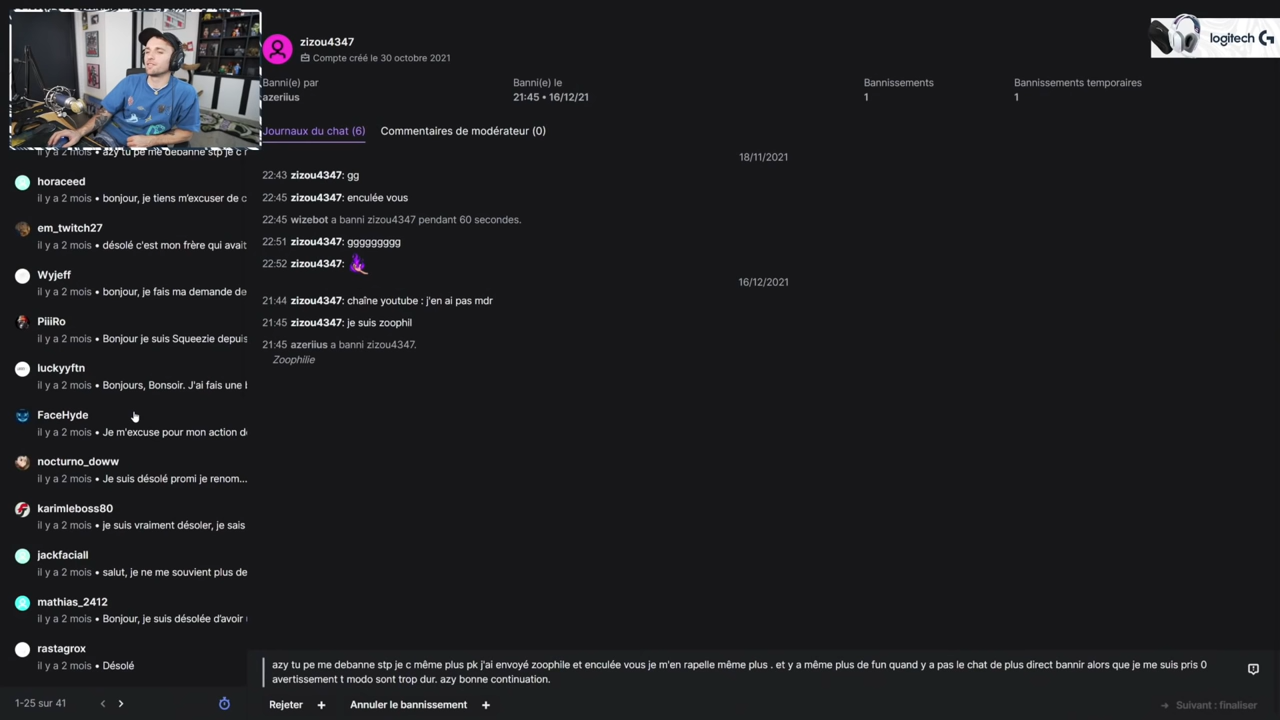 zizou4347
Compte créé le 30 octobre 2021
logitech G
Banni(e) par
azeriius
Banni(e) le
21:45 • 16/12/21
Bannissements
1
Bannissements temporaires
1
Journaux du chat (6)
Commentaires de modérateur (0)
azy tu pe me debanne stp je c
18/11/2021
22:43 zizou4347: gg
22:45 zizou4347: enculée vous
22:45 wizebot a banni zizou4347 pendant 60 secondes.
22:51 zizou4347: ggggggggg
22:52 zizou4347:
16/12/2021
21:44 zizou4347: chaîne youtube : j'en ai pas mdr
21:45 zizou4347: je suis zoophil
21:45 azeriius a banni zizou4347.
Zoophilie
horaceed
il y a 2 mois • bonjour, je tiens m'excuser de c
em_twitch27
il y a 2 mois • désolé c'est mon frère qui avait
Wyjeff
il y a 2 mois • bonjour, je fais ma demande de
PiiiRo
il y a 2 mois • Bonjour je suis Squeezie depuis
luckyyftn
il y a 2 mois • Bonjours, Bonsoir. J'ai fais une
FaceHyde
il y a 2 mois • Je m'excuse pour mon action de
nocturno_doww
il y a 2 mois • Je suis désolé promi je renom...
karimleboss80
il y a 2 mois • je suis vraiment désoler, je sais
jackfaciall
il y a 2 mois • salut, je ne me souvient plus de
mathias_2412
il y a 2 mois • Bonjour, je suis désolée d'avoir
rastagrox
il y a 2 mois • Désolé
1-25 sur 41
azy tu pe me debanne stp je c même plus pk j'ai envoyé zoophile et enculée vous je m'en rapelle même plus . et y a même plus de fun quand y a pas le chat de plus direct bannir alors que je me suis pris 0
avertissement t modo sont trop dur. azy bonne continuation.
Rejeter +
Annuler le bannissement +
Suivant : finaliser